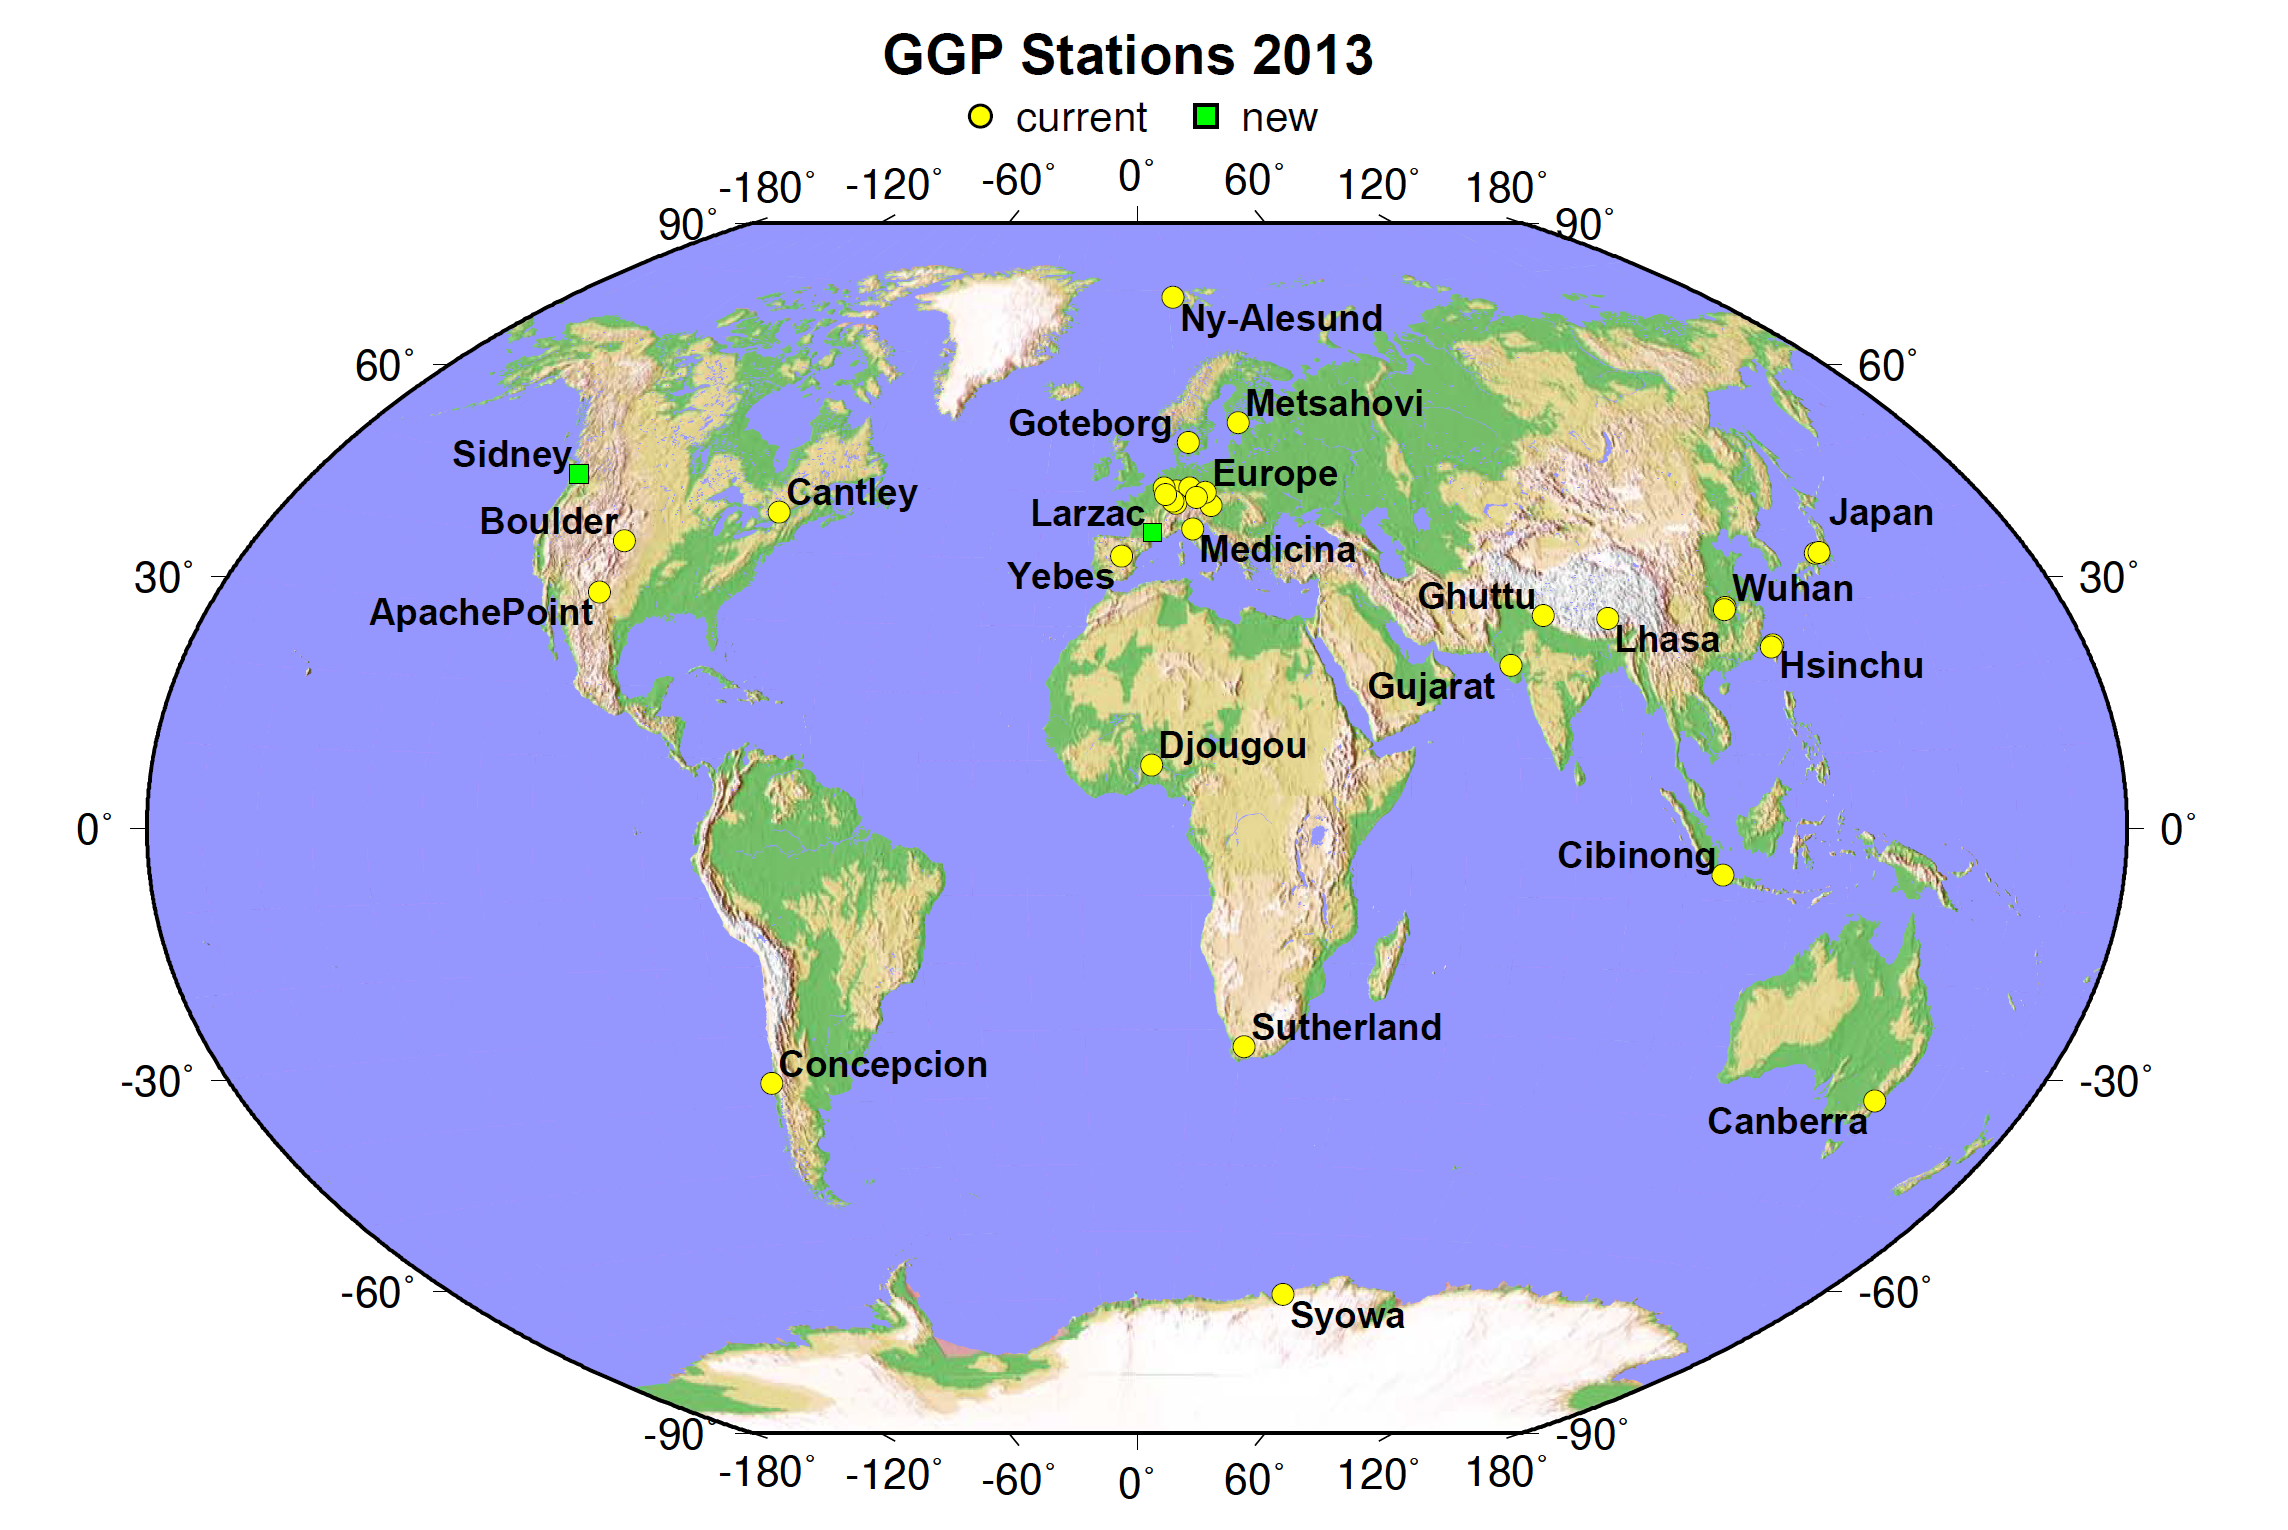 GGP Stations 2013
current new
-180° -120° -60° 0° 60° 120° 180°
90° 90°
Ny-Alesund
60° 60°
Metsahovi
Goteborg
Sidney
Europe
Cantley
Larzac
Japan
Boulder
Medicina
Yebes
30° 30°
Wuhan
Ghuttu
ApachePoint
Lhasa
Hsinchu
Gujarat
Djougou
0° 0°
Cibinong
Sutherland
Concepcion
-30° -30°
Canberra
-60° -60°
Syowa
-90° -90°
-180° -120° -60° 0° 60° 120° 180°